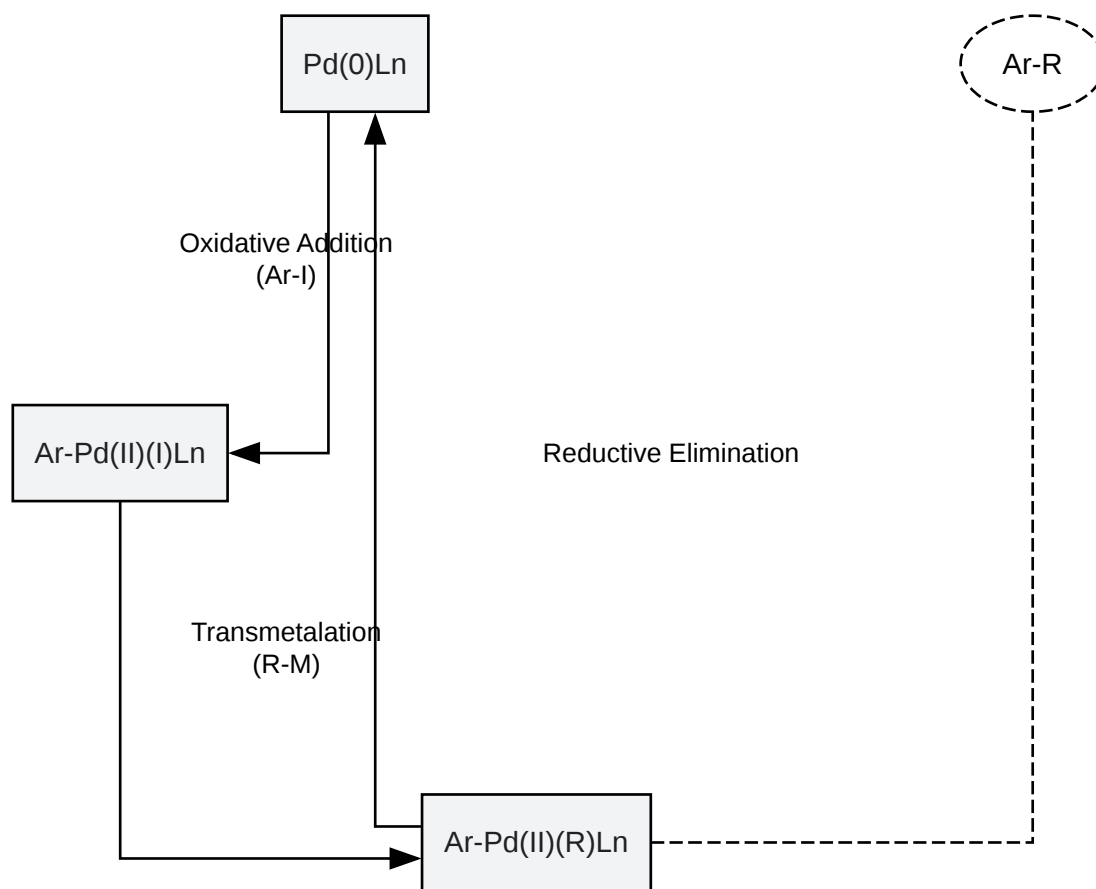 Pd(0)Ln
Ar-R
Oxidative Addition
(Ar-I)
Ar-Pd(II)(I)Ln
Reductive Elimination
Transmetalation
(R-M)
Ar-Pd(II)(R)Ln